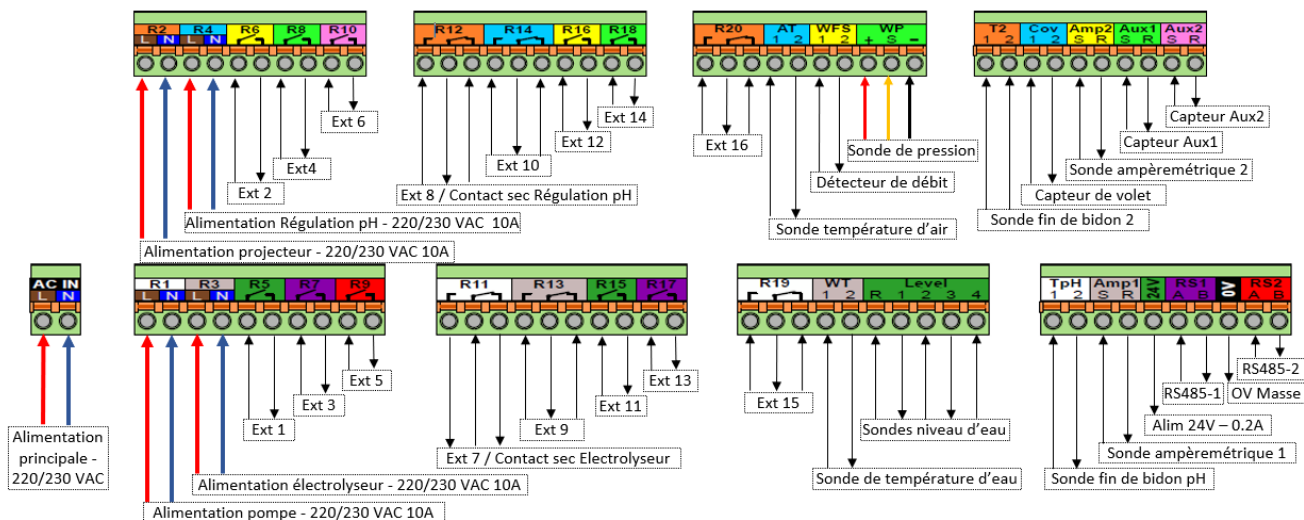 R2 R4 R6 R8 R10
L N L N
R12 R14 R16 R18
R20 AT WFS WP
1 2 1 2 + S -
T2 Cov Amp2 Aux1 Aux2
1 2 1 2 S R S R S R
Ext 6
Ext4
Ext 2
Alimentation Régulation pH - 220/230 VAC 10A
Alimentation projecteur - 220/230 VAC 10A
Ext 14
Ext 12
Ext 10
Ext 8 / Contact sec Régulation pH
Ext 16
Sonde de pression
Détecteur de débit
Sonde température d'air
Capteur Aux2
Capteur Aux1
Sonde ampèremétrique 2
Capteur de volet
Sonde fin de bidon 2
AC IN
L N
R1 R3 R5 R7 R9
L N L N
R11 R13 R15 R17
R19 WT Level
1 2 R 1 2 3 4
TpH Amp1 24V RS1 0V RS2
1 2 S R A B A B
Alimentation
principale -
220/230 VAC
Ext 5
Ext 3
Ext 1
Alimentation électrolyseur - 220/230 VAC 10A
Alimentation pompe - 220/230 VAC 10A
Ext 13
Ext 11
Ext 9
Ext 7 / Contact sec Electrolyseur
Ext 15
Sondes niveau d'eau
Sonde de température d'eau
RS485-2
RS485-1
OV Masse
Alim 24V – 0.2A
Sonde ampèremétrique 1
Sonde fin de bidon pH